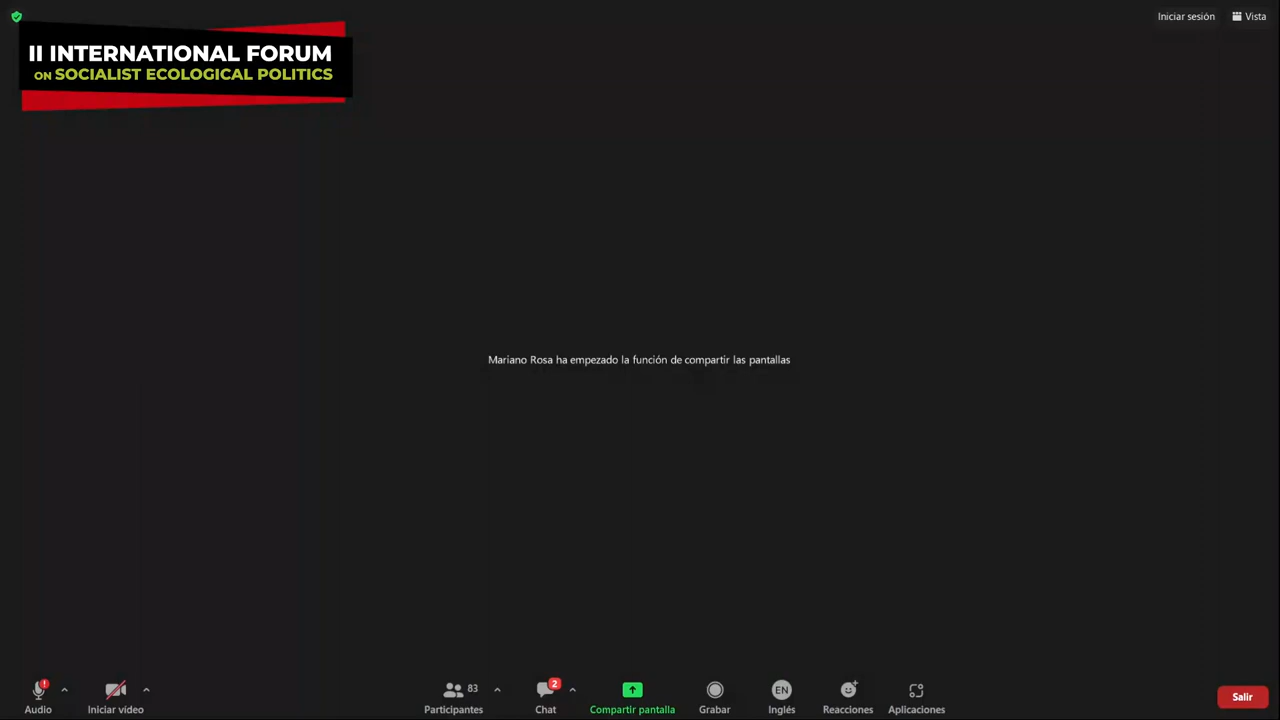 Iniciar sesión
Vista
II INTERNATIONAL FORUM
ON SOCIALIST ECOLOGICAL POLITICS
Mariano Rosa ha empezado la función de compartir las pantallas
!
83
2
EN
Audio
Iniciar vídeo
Participantes
Chat
Compartir pantalla
Grabar
Inglés
Reacciones
Aplicaciones
Salir